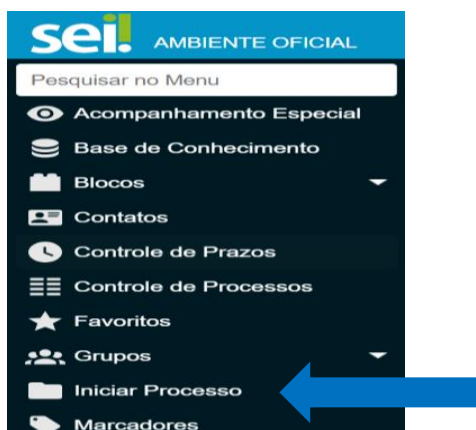 sei! AMBIENTE OFICIAL
Pesquisar no Menu
Acompanhamento Especial
Base de Conhecimento
Blocos
Contatos
Controle de Prazos
Controle de Processos
Favoritos
Grupos
Iniciar Processo
Marcadores